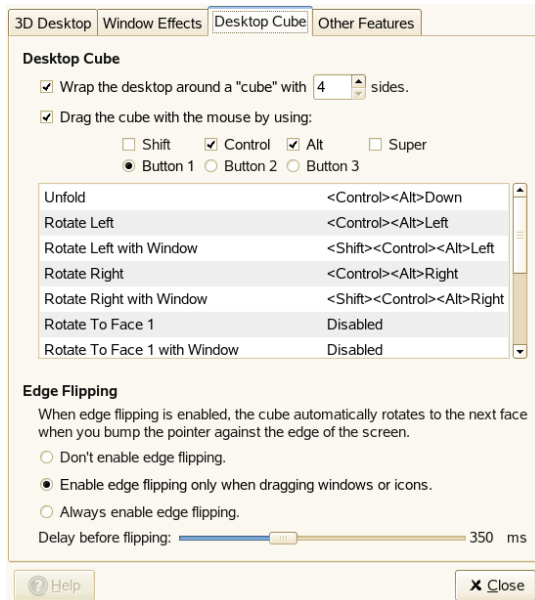 3D Desktop Window Effects Desktop Cube Other Features
Desktop Cube
Wrap the desktop around a "cube" with 4 sides.
Drag the cube with the mouse by using:
Shift Control Alt Super
Button 1 Button 2 Button 3
Unfold <Control><Alt>Down
Rotate Left <Control><Alt>Left
Rotate Left with Window <Shift><Control><Alt>Left
Rotate Right <Control><Alt>Right
Rotate Right with Window <Shift><Control><Alt>Right
Rotate To Face 1 Disabled
Rotate To Face 1 with Window Disabled
Edge Flipping
When edge flipping is enabled, the cube automatically rotates to the next face
when you bump the pointer against the edge of the screen.
Don't enable edge flipping.
Enable edge flipping only when dragging windows or icons.
Always enable edge flipping.
Delay before flipping: 350 ms
Help Close